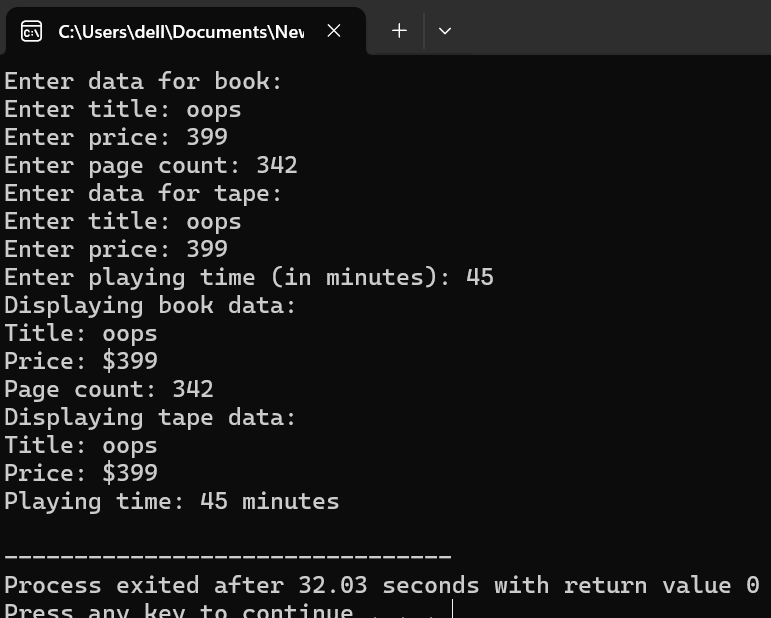 C:\Users\dell\Documents\Nev
Enter data for book:
Enter title: oops
Enter price: 399
Enter page count: 342
Enter data for tape:
Enter title: oops
Enter price: 399
Enter playing time (in minutes): 45
Displaying book data:
Title: oops
Price: $399
Page count: 342
Displaying tape data:
Title: oops
Price: $399
Playing time: 45 minutes
--------------------------------
Process exited after 32.03 seconds with return value 0
Press any key to continue . . .